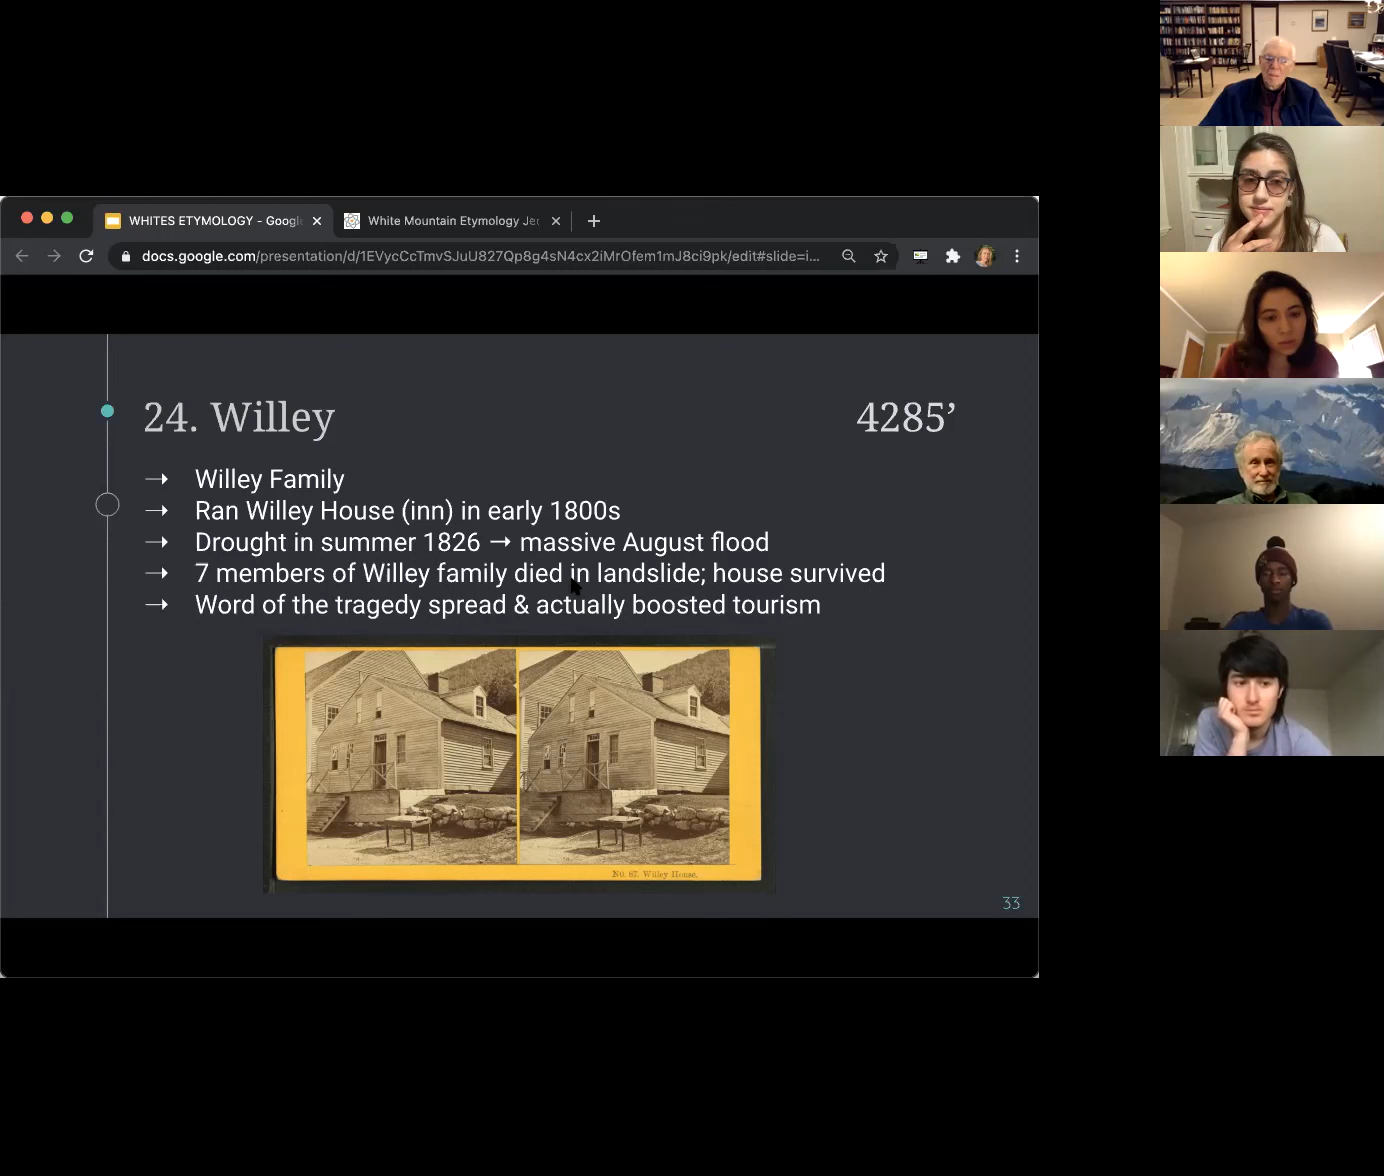 WHITES ETYMOLOGY - Googl
White Mountain Etymology Jeo
docs.google.com/presentation/d/1EVycCcTmvSJuU827Qp8g4sN4cx2iMrOfem1mJ8ci9pk/edit#slide=i...
24. Willey 4285’
→ Willey Family
→ Ran Willey House (inn) in early 1800s
→ Drought in summer 1826 → massive August flood
→ 7 members of Willey family died in landslide; house survived
→ Word of the tragedy spread & actually boosted tourism
No. 67. Willey House.
33